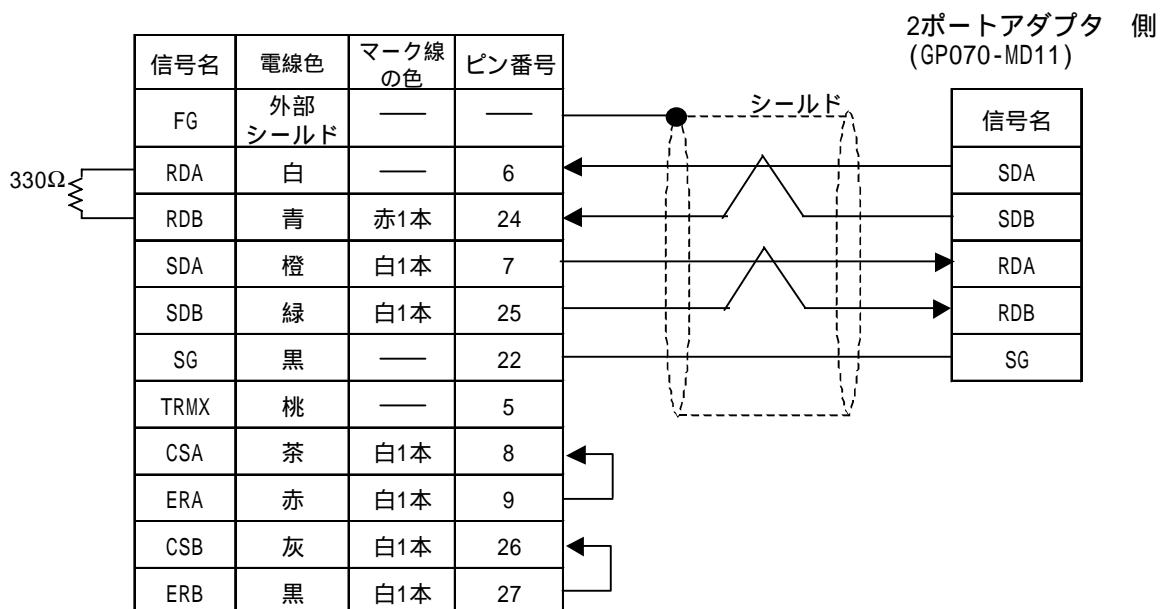 2ポートアダプタ 側
(GP070-MD11)
信号名 電線色 マーク線の色 ピン番号
FG 外部シールド ── ──
RDA 白 ── 6
RDB 青 赤1本 24
SDA 橙 白1本 7
SDB 緑 白1本 25
SG 黒 ── 22
TRMX 桃 ── 5
CSA 茶 白1本 8
ERA 赤 白1本 9
CSB 灰 白1本 26
ERB 黒 白1本 27
330Ω
シールド
信号名
SDA
SDB
RDA
RDB
SG